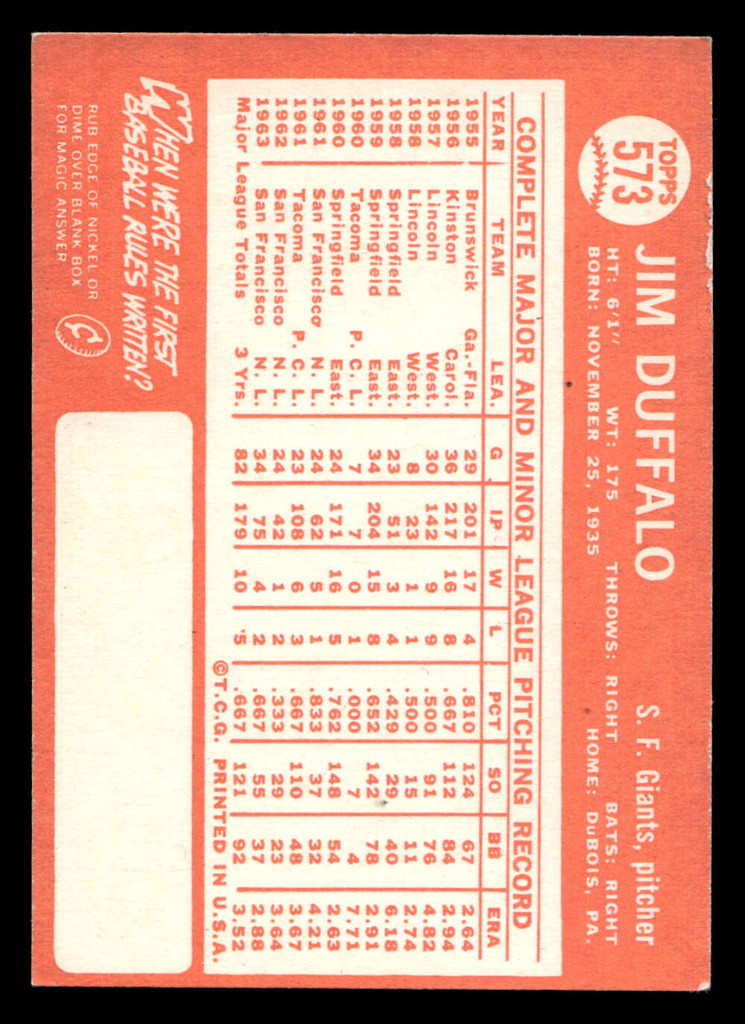 TOPPS
573
JIM DUFFALO S. F. Giants, pitcher
HT: 6'1" WT: 175 THROWS: RIGHT BATS: RIGHT
BORN: NOVEMBER 25, 1935 HOME: DuBOIS, PA.
COMPLETE MAJOR AND MINOR LEAGUE PITCHING RECORD
YEAR TEAM LEA. G IP W L PCT SO BB ERA
1955 Brunswick Ga.-Fla. 29 201 17 4 .810 124 67 2.64
1956 Kinston Carol. 36 217 16 8 .667 112 84 2.94
1957 Lincoln West. 30 142 9 9 .500 91 76 4.82
1958 Lincoln West. 8 23 1 1 .500 15 11 2.74
1958 Springfield East. 23 51 3 4 .429 29 40 6.18
1959 Springfield East. 34 204 15 8 .652 142 78 2.91
1960 Tacoma P. C. L. 7 7 0 1 .000 7 4 7.71
1960 Springfield East. 24 171 16 5 .762 148 54 2.63
1961 San Francisco N. L. 24 62 5 1 .833 37 32 4.21
1961 Tacoma P. C. L. 23 108 6 3 .667 110 48 3.67
1962 San Francisco N. L. 24 42 1 2 .333 29 23 3.64
1963 San Francisco N. L. 34 75 4 2 .667 55 37 2.88
Major League Totals 3 Yrs. 82 179 10 5 .667 121 92 3.52
©T.C.G. PRINTED IN U.S.A.
WHEN WERE THE FIRST
BASEBALL RULES WRITTEN?
RUB EDGE OF NICKEL OR
DIME OVER BLANK BOX
FOR MAGIC ANSWER